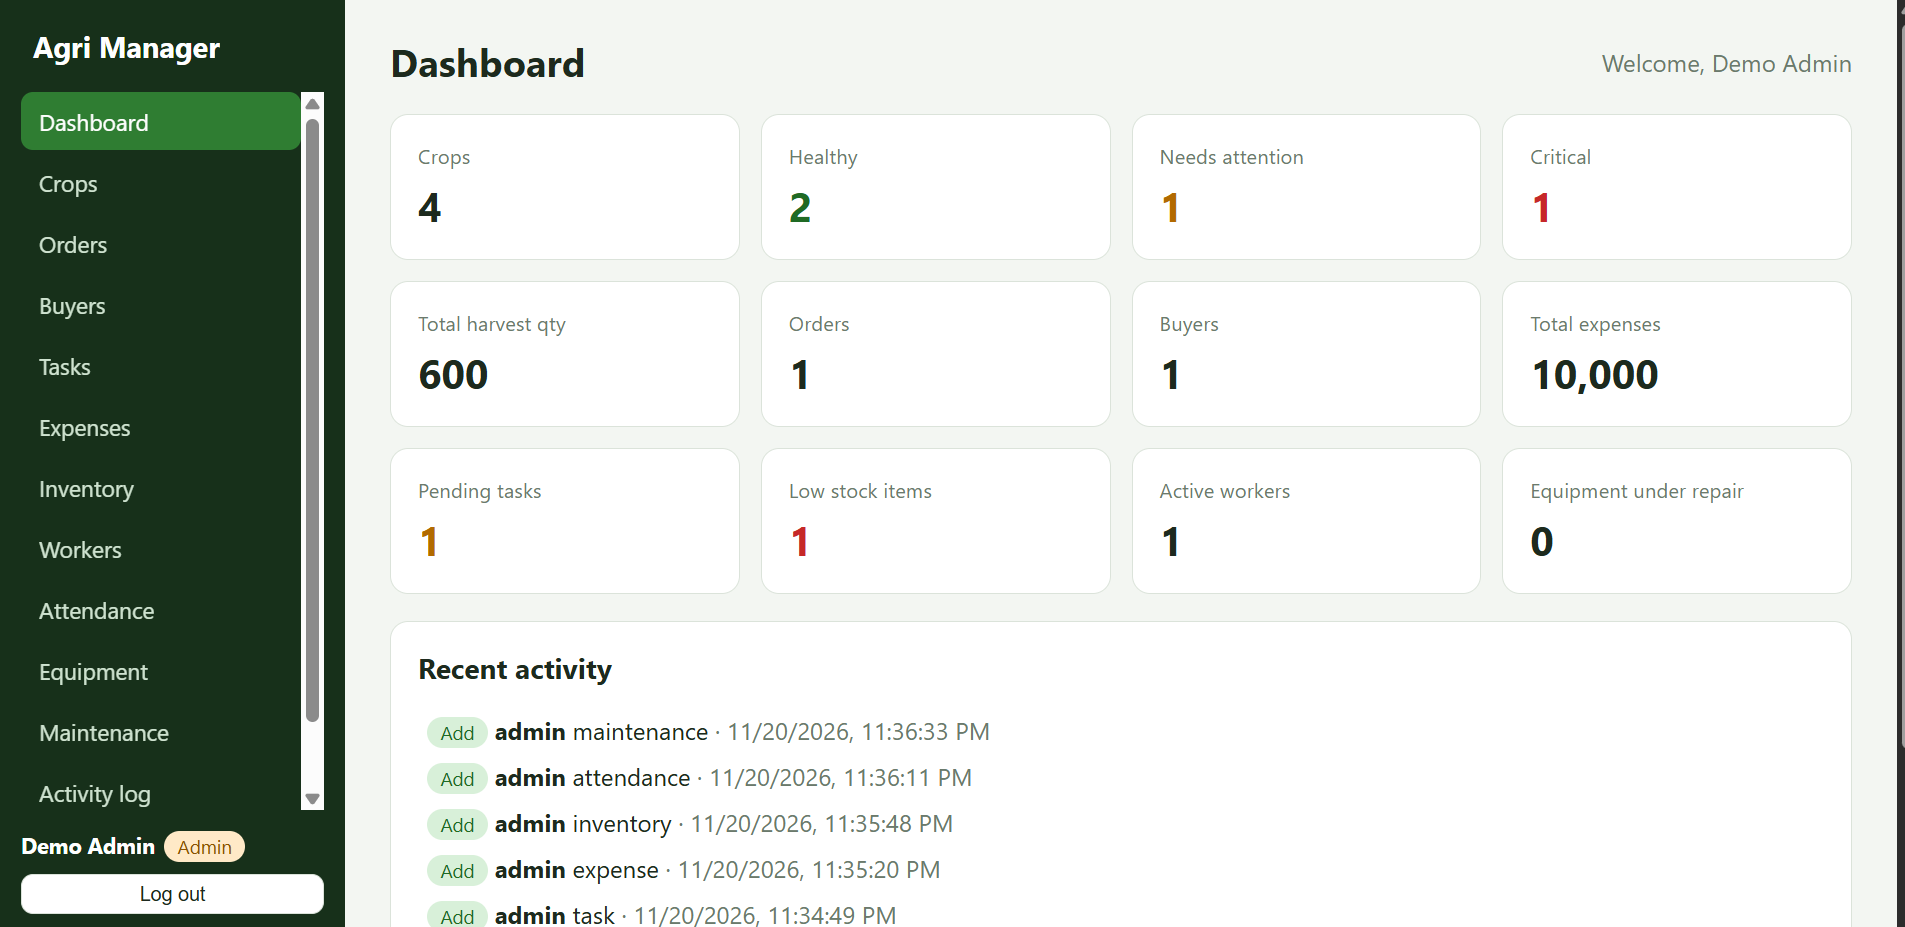 Agri Manager
Dashboard
Crops
Orders
Buyers
Tasks
Expenses
Inventory
Workers
Attendance
Equipment
Maintenance
Activity log
Demo Admin Admin
Log out
Dashboard
Welcome, Demo Admin
Crops
4
Healthy
2
Needs attention
1
Critical
1
Total harvest qty
600
Orders
1
Buyers
1
Total expenses
10,000
Pending tasks
1
Low stock items
1
Active workers
1
Equipment under repair
0
Recent activity
Add admin maintenance · 11/20/2026, 11:36:33 PM
Add admin attendance · 11/20/2026, 11:36:11 PM
Add admin inventory · 11/20/2026, 11:35:48 PM
Add admin expense · 11/20/2026, 11:35:20 PM
Add admin task · 11/20/2026, 11:34:49 PM